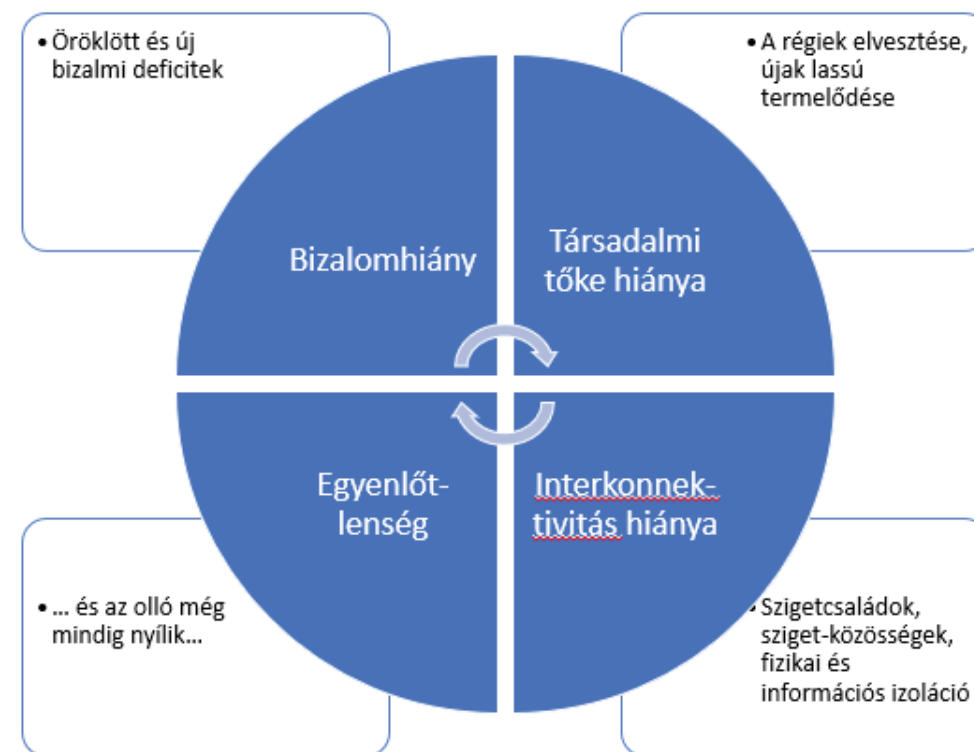 • Öröklött és új
bizalmi deficitek
• A régiek elvesztése,
újak lassú
termelődése
Bizalomhiány
Társadalmi
tőke hiánya
Egyenlőt-
lenség
Interkonnek-
tivitás hiánya
• ... és az olló még
mindig nyílik...
• Szigetcsaládok,
sziget-közösségek,
fizikai és
információs izoláció